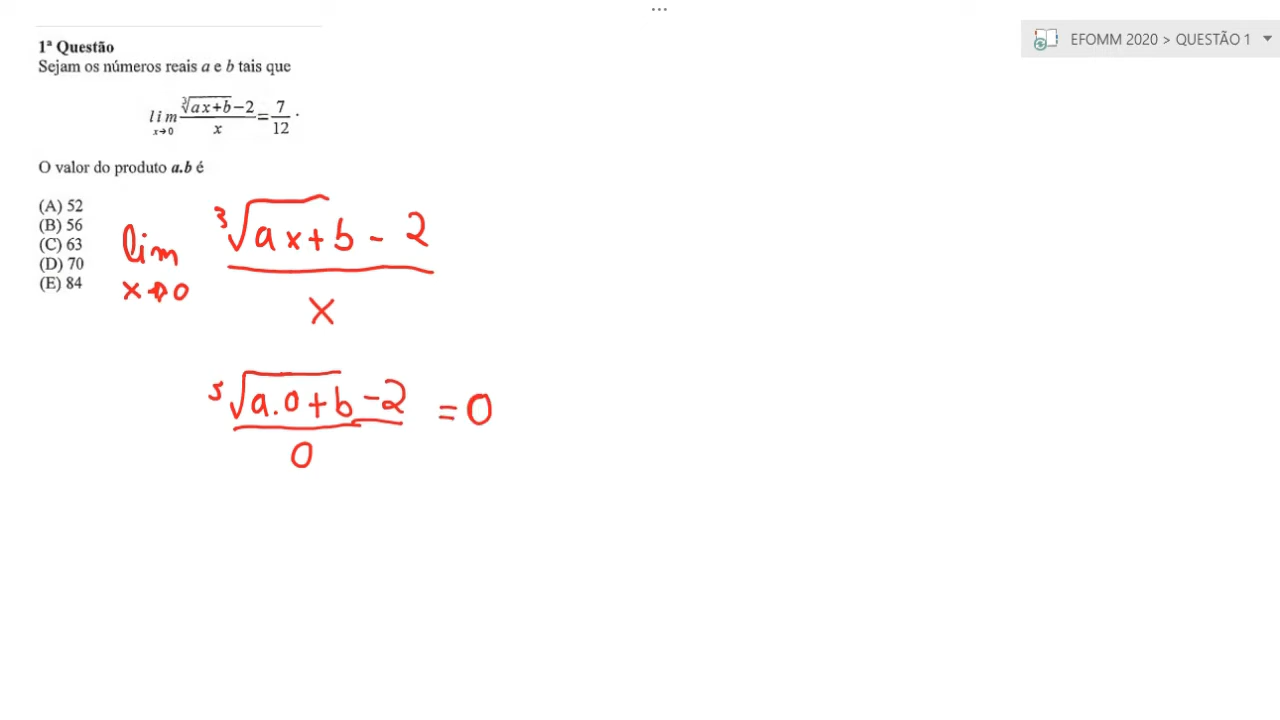 ...
EFOMM 2020 > QUESTÃO 1
1ª Questão
Sejam os números reais a e b tais que
lim x→0 ∛(ax+b)−2 / x = 7/12 .
O valor do produto a.b é
(A) 52
(B) 56
(C) 63
(D) 70
(E) 84
lim x→0 ∛(ax+b) - 2 / x
∛(a.0+b) - 2 / 0 = 0